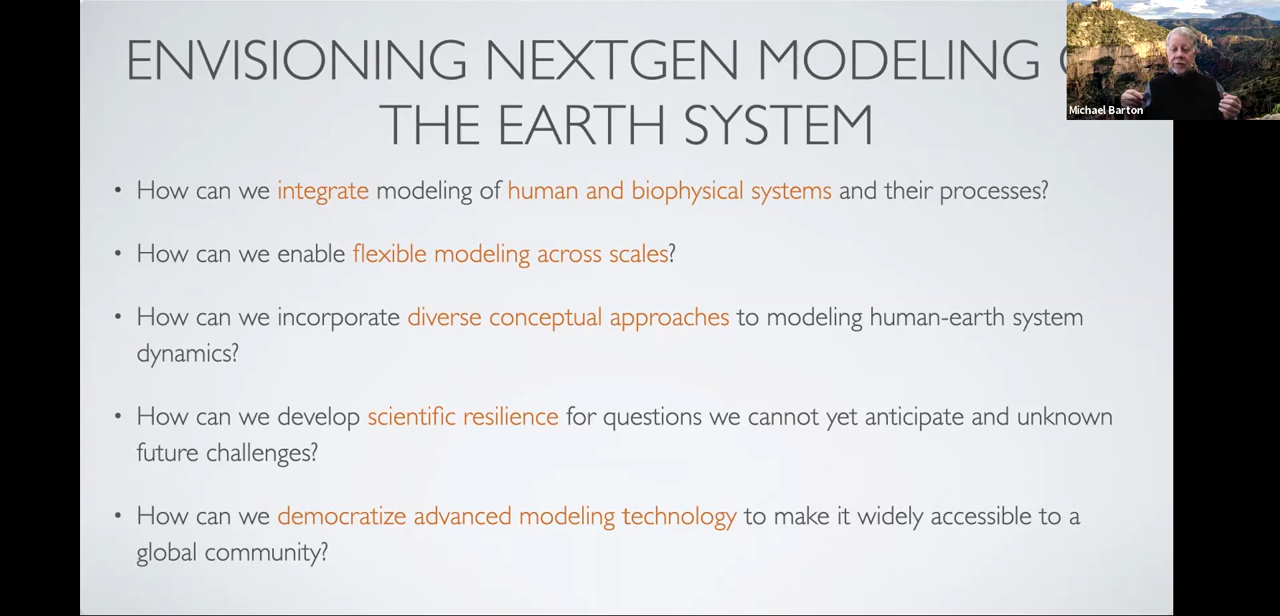 ENVISIONING NEXTGEN MODELING
THE EARTH SYSTEM
Michael Barton
• How can we integrate modeling of human and biophysical systems and their processes?
• How can we enable flexible modeling across scales?
• How can we incorporate diverse conceptual approaches to modeling human-earth system
dynamics?
• How can we develop scientific resilience for questions we cannot yet anticipate and unknown
future challenges?
• How can we democratize advanced modeling technology to make it widely accessible to a
global community?